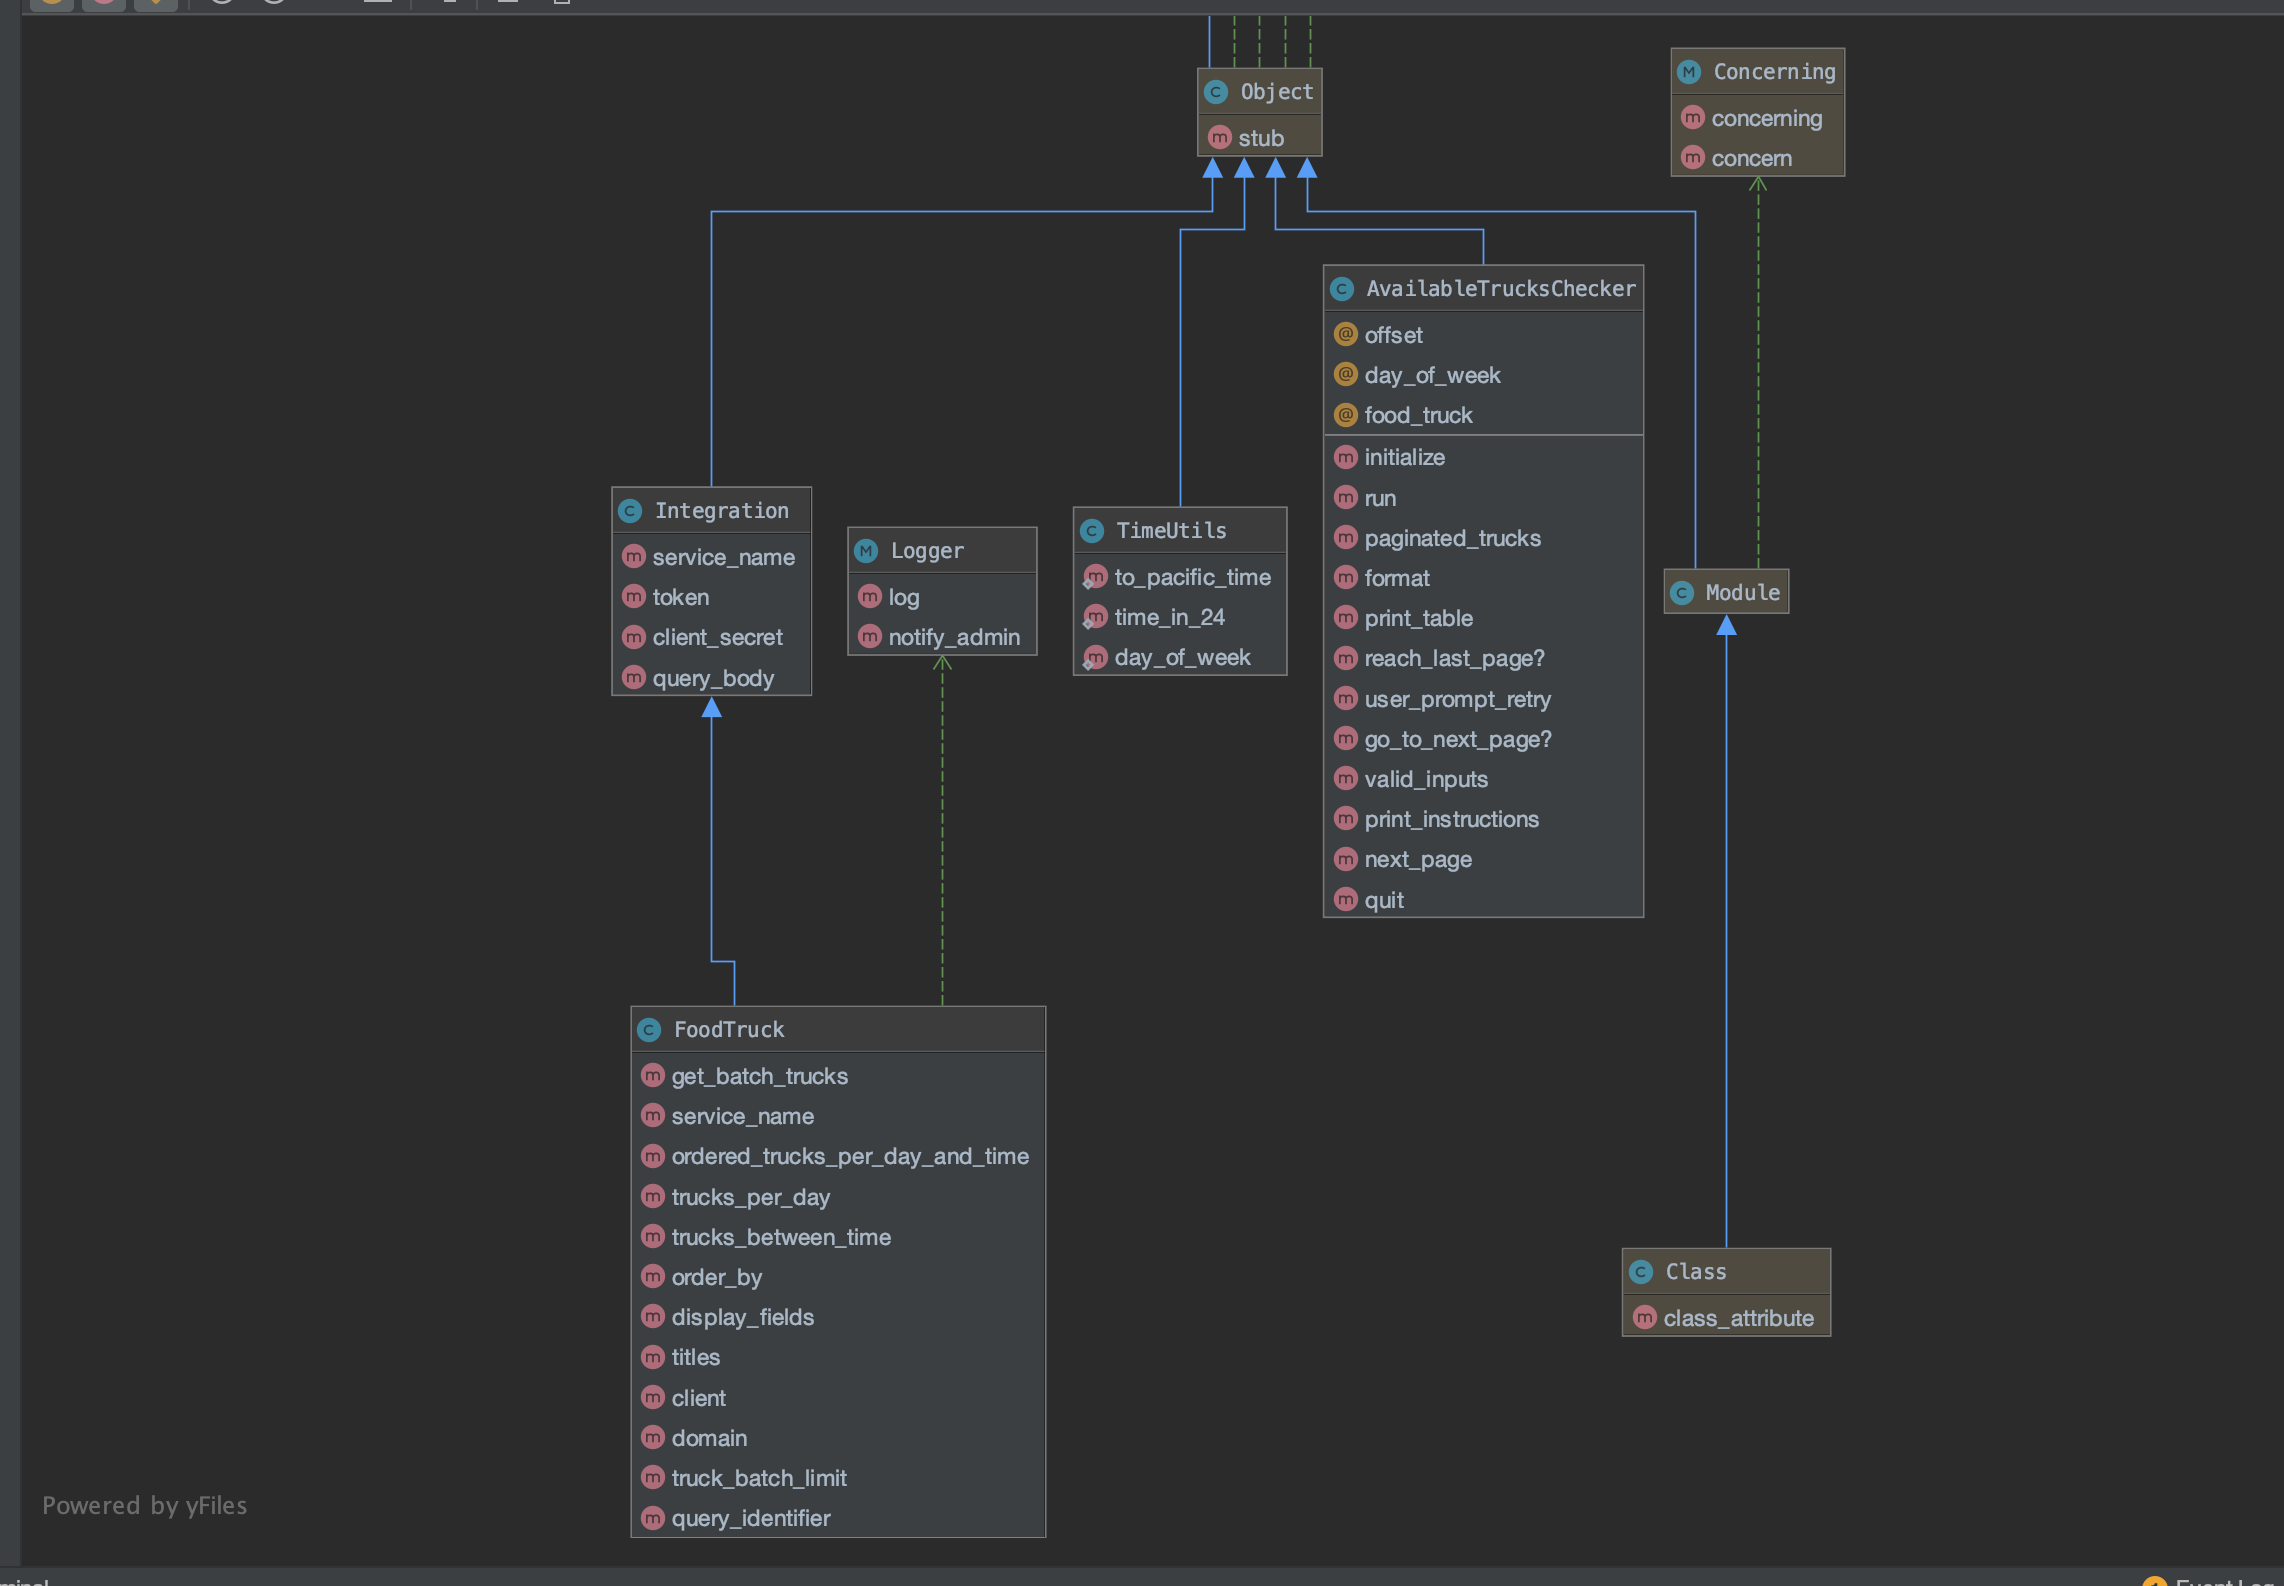 Object
stub
Concerning
concerning
concern
AvailableTrucksChecker
offset
day_of_week
food_truck
initialize
run
paginated_trucks
format
print_table
reach_last_page?
user_prompt_retry
go_to_next_page?
valid_inputs
print_instructions
next_page
quit
Integration
service_name
token
client_secret
query_body
Logger
log
notify_admin
TimeUtils
to_pacific_time
time_in_24
day_of_week
Module
FoodTruck
get_batch_trucks
service_name
ordered_trucks_per_day_and_time
trucks_per_day
trucks_between_time
order_by
display_fields
titles
client
domain
truck_batch_limit
query_identifier
Class
class_attribute
Powered by yFiles
Event Log